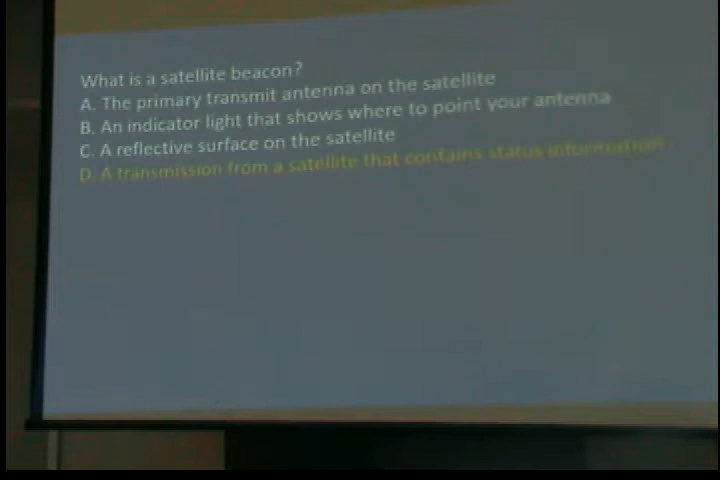 What is a satellite beacon?
A. The primary transmit antenna on the satellite
B. An indicator light that shows where to point your antenna
C. A reflective surface on the satellite
D. A transmission from a satellite that contains status information